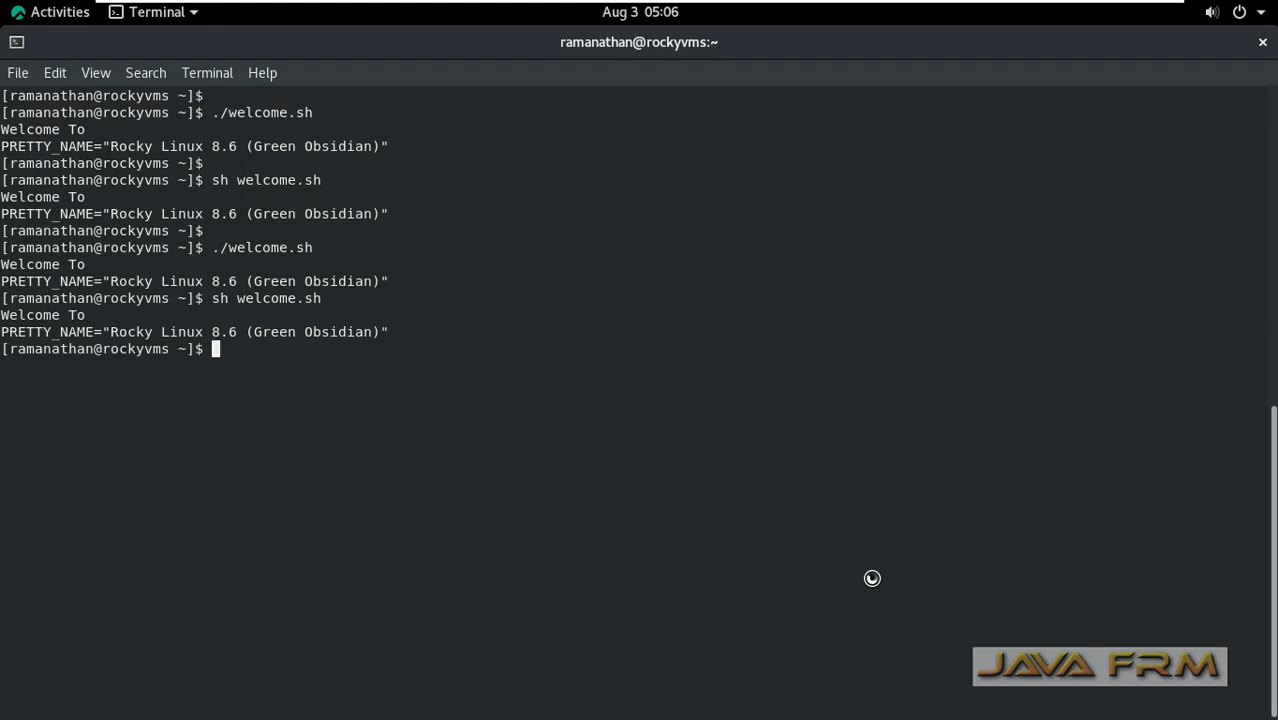 Activities Terminal Aug 3 05:06
ramanathan@rockyvms:~
File Edit View Search Terminal Help
[ramanathan@rockyvms ~]$
[ramanathan@rockyvms ~]$ ./welcome.sh
Welcome To
PRETTY_NAME="Rocky Linux 8.6 (Green Obsidian)"
[ramanathan@rockyvms ~]$
[ramanathan@rockyvms ~]$ sh welcome.sh
Welcome To
PRETTY_NAME="Rocky Linux 8.6 (Green Obsidian)"
[ramanathan@rockyvms ~]$
[ramanathan@rockyvms ~]$ ./welcome.sh
Welcome To
PRETTY_NAME="Rocky Linux 8.6 (Green Obsidian)"
[ramanathan@rockyvms ~]$ sh welcome.sh
Welcome To
PRETTY_NAME="Rocky Linux 8.6 (Green Obsidian)"
[ramanathan@rockyvms ~]$
JAVA FRM